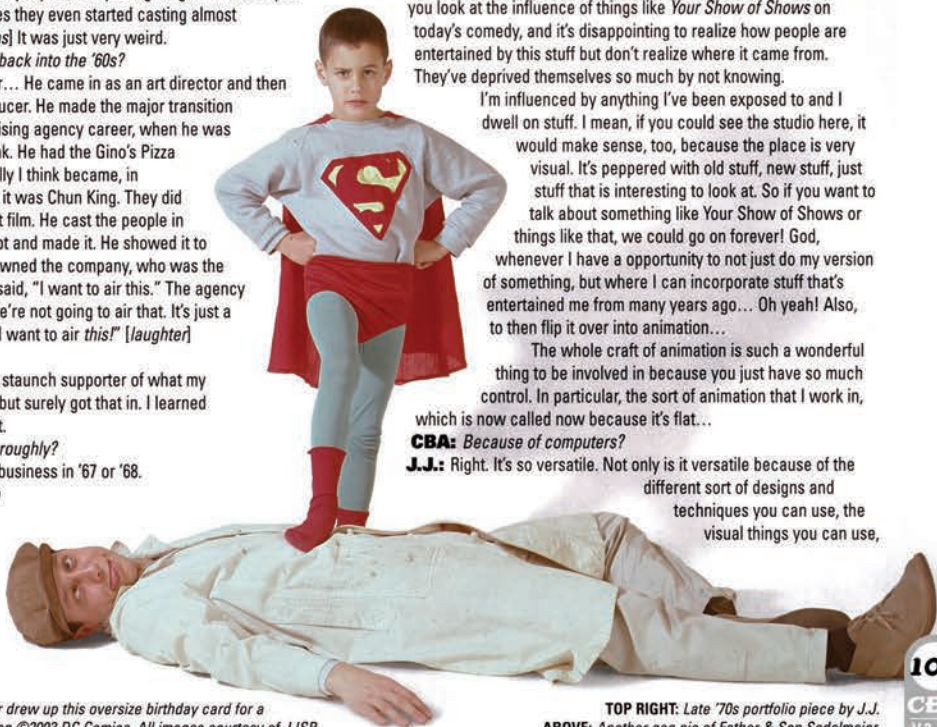 es they even started casting almost
It was just very weird.
back into the '60s?
He came in as an art director and then
ucer. He made the major transition
ising agency career, when he was
nk. He had the Gino's Pizza
lly I think became, in
it was Chun King. They did
t film. He cast the people in
ot and made it. He showed it to
wned the company, who was the
said, "I want to air this." The agency
e're not going to air that. It's just a
I want to air this!" [laughter]
staunch supporter of what my
but surely got that in. I learned
t.
roughly?
business in '67 or '68.
you look at the influence of things like Your Show of Shows on
today's comedy, and it's disappointing to realize how people are
entertained by this stuff but don't realize where it came from.
They've deprived themselves so much by not knowing.
I'm influenced by anything I've been exposed to and I
dwell on stuff. I mean, if you could see the studio here, it
would make sense, too, because the place is very
visual. It's peppered with old stuff, new stuff, just
stuff that is interesting to look at. So if you want to
talk about something like Your Show of Shows or
things like that, we could go on forever! God,
whenever I have a opportunity to not just do my version
of something, but where I can incorporate stuff that's
entertained me from many years ago... Oh yeah! Also,
to then flip it over into animation...
The whole craft of animation is such a wonderful
thing to be involved in because you just have so much
control. In particular, the sort of animation that I work in,
which is now called now because it's flat...
CBA: Because of computers?
J.J.: Right. It's so versatile. Not only is it versatile because of the
different sort of designs and
techniques you can use, the
visual things you can use,
S
10
r drew up this oversize birthday card for a
©2003 DC Comics. All images courtesy of JJSP.
TOP RIGHT: Late '70s portfolio piece by J.J.
ABOVE: Another gag pic of Father & Son Sedelmaier